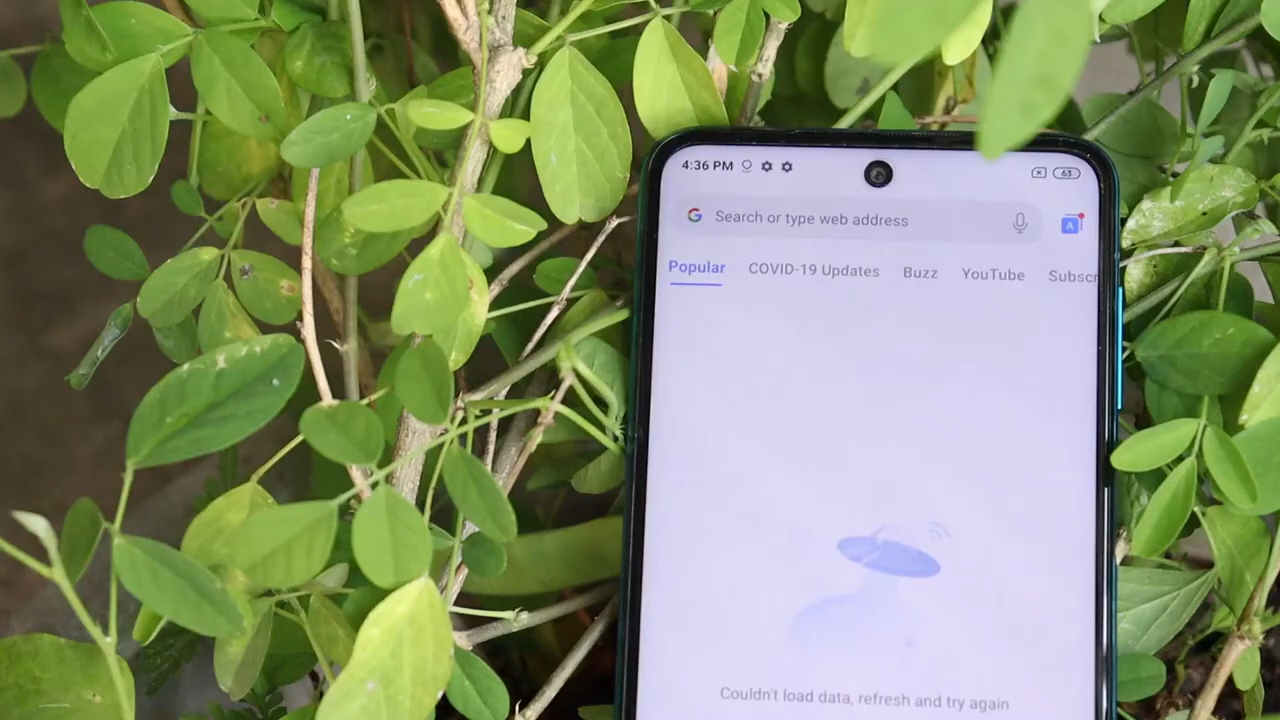 4:36 PM 63
Search or type web address A
Popular COVID-19 Updates Buzz YouTube Subscr
Couldn't load data, refresh and try again